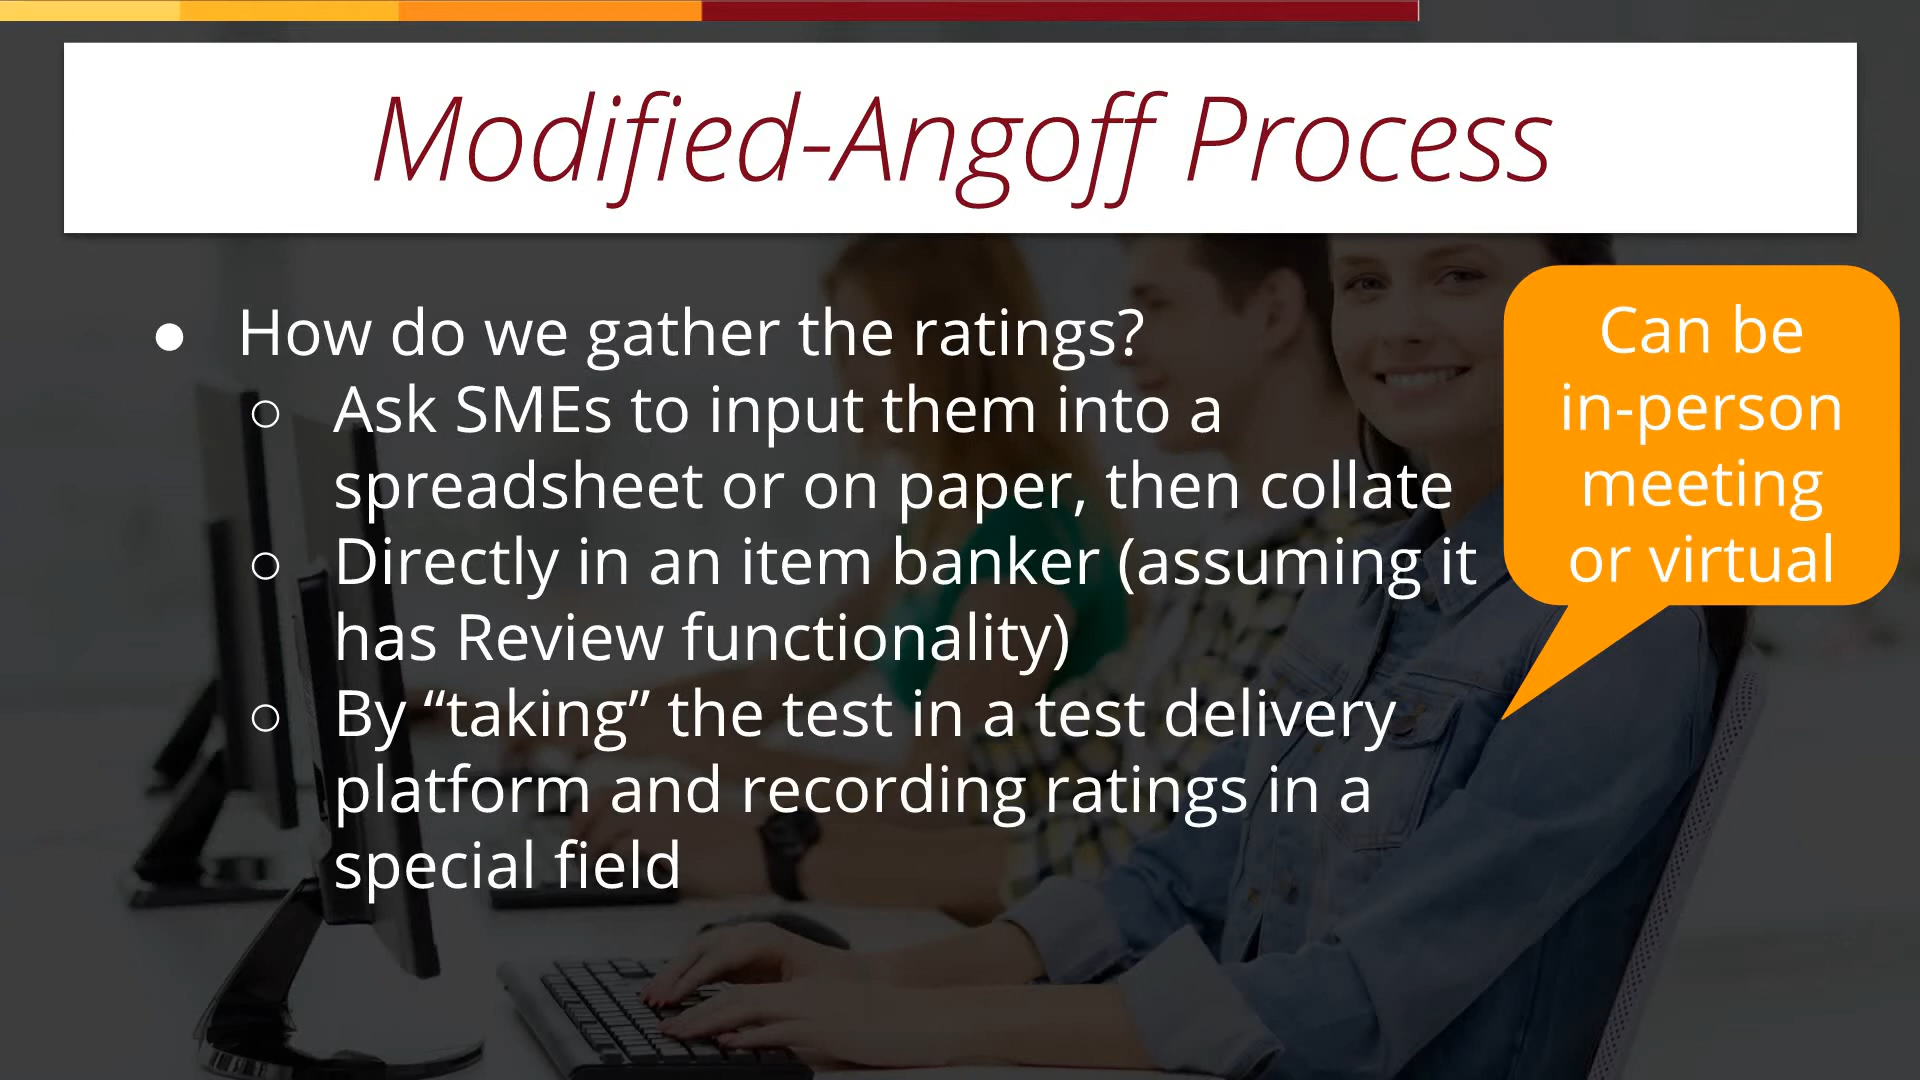 Modified-Angoff Process
● How do we gather the ratings?
○ Ask SMEs to input them into a
spreadsheet or on paper, then collate
○ Directly in an item banker (assuming it
has Review functionality)
○ By “taking” the test in a test delivery
platform and recording ratings in a
special field
Can be
in-person
meeting
or virtual